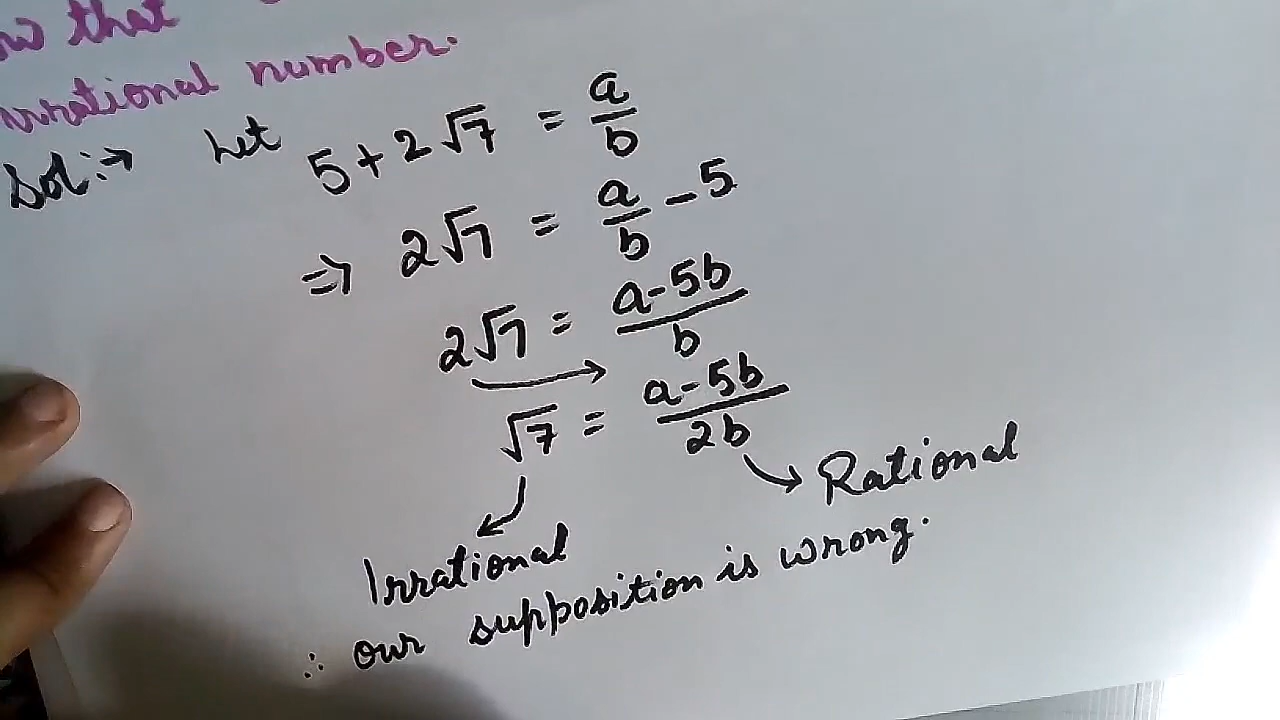 that
irrational number.
Sol:→ Let 5+2√7 = a/b
⇒ 2√7 = a/b - 5
2√7 = a-5b/b
√7 = a-5b/2b
Rational
Irrational
∴ our supposition is wrong.